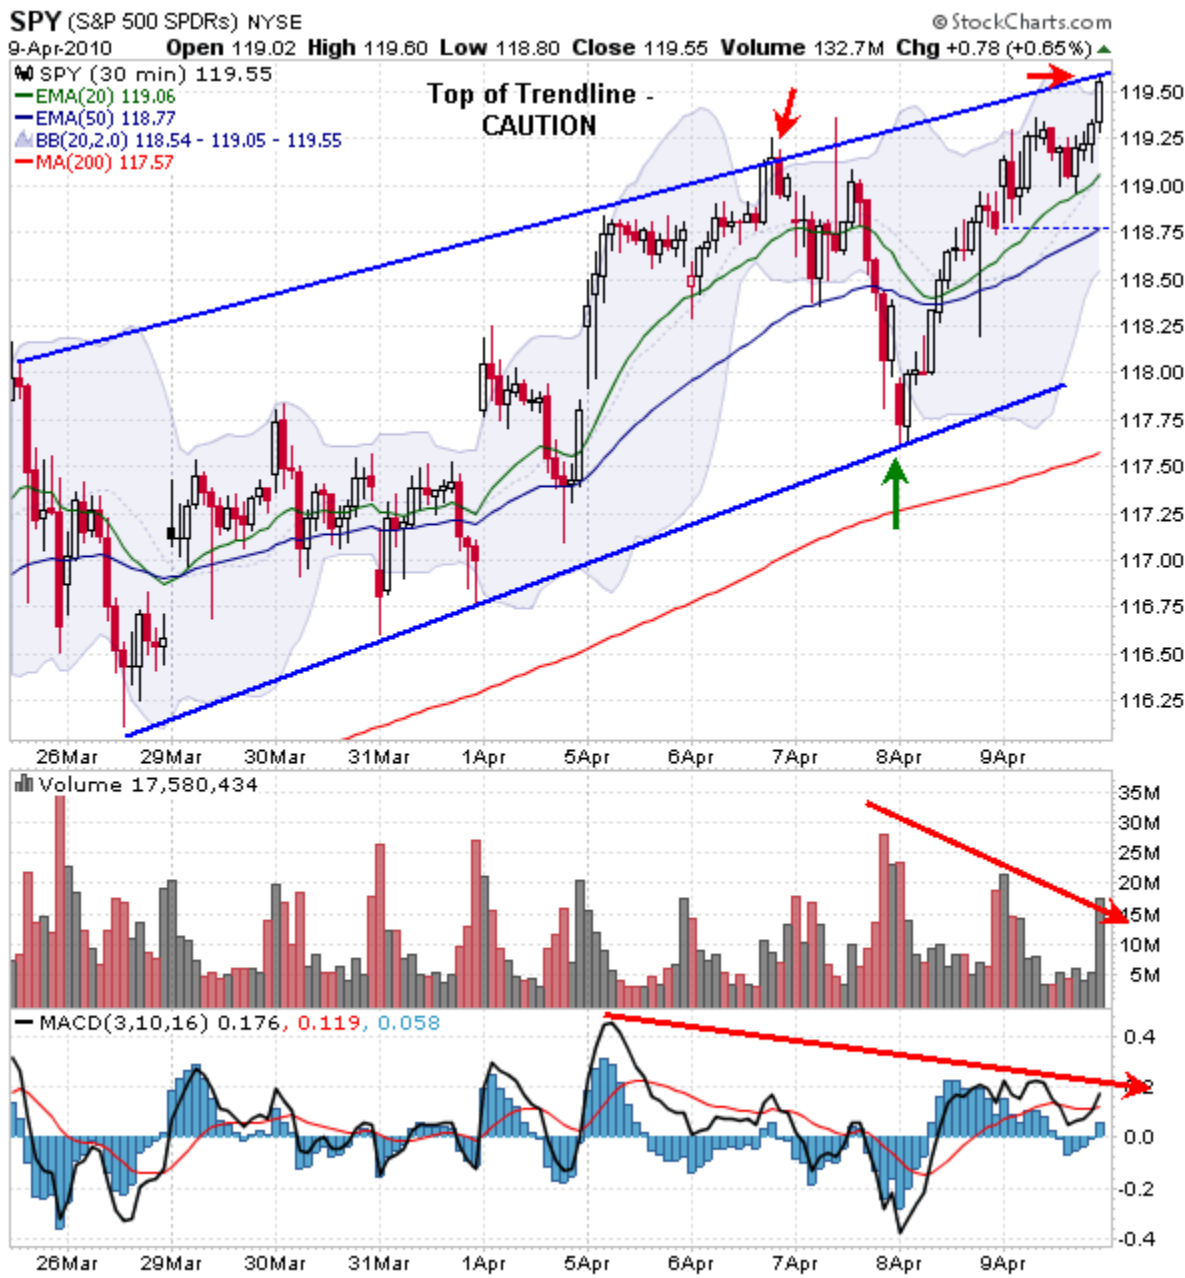 SPY (S&P 500 SPDRs) NYSE © StockCharts.com
9-Apr-2010 Open 119.02 High 119.60 Low 118.80 Close 119.55 Volume 132.7M Chg +0.78 (+0.65%)
SPY (30 min) 119.55
EMA(20) 119.06
EMA(50) 118.77
BB(20,2.0) 118.54 - 119.05 - 119.55
MA(200) 117.57
Top of Trendline -
CAUTION
119.50
119.25
119.00
118.75
118.50
118.25
118.00
117.75
117.50
117.25
117.00
116.75
116.50
116.25
26Mar 29Mar 30Mar 31Mar 1Apr 5Apr 6Apr 7Apr 8Apr 9Apr
Volume 17,580,434
35M
30M
25M
20M
15M
10M
5M
MACD(3,10,16) 0.176, 0.119, 0.058
0.4
0.0
-0.2
-0.4
26Mar 29Mar 30Mar 31Mar 1Apr 5Apr 6Apr 7Apr 8Apr 9Apr